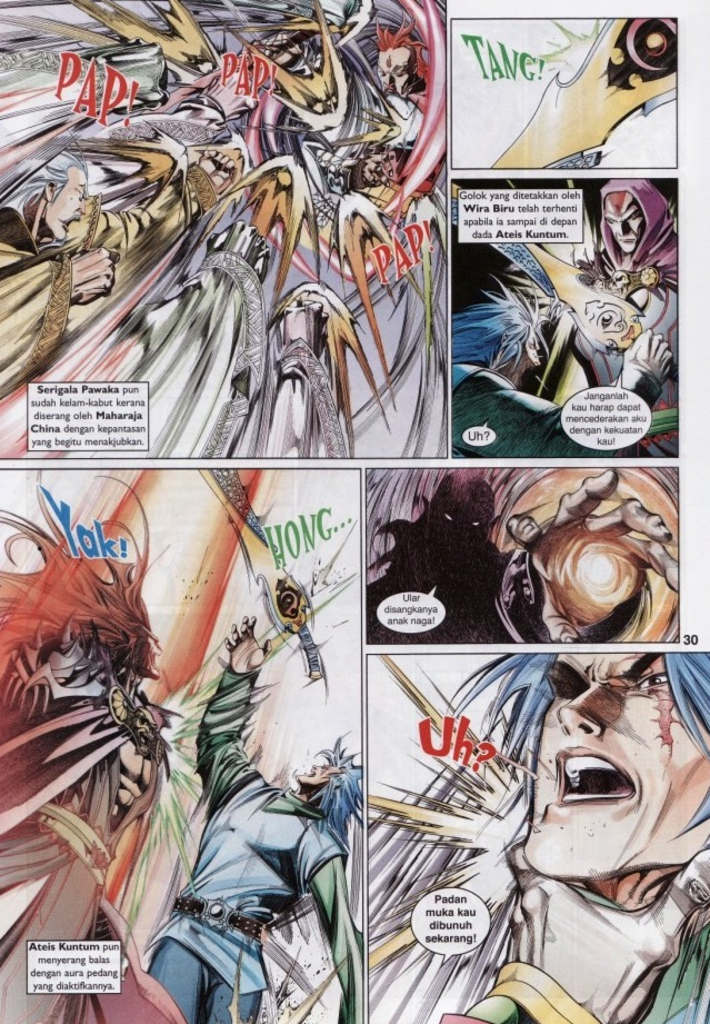 PAP!
PAP!
PAP!
Serigala Pawaka pun
sudah kelam-kabut kerana
diserang oleh Maharaja
China dengan kepantasan
yang begitu menakjubkan.
TANG!
Golok yang ditetakkan oleh
Wira Biru telah terhenti
apabila ia sampai di depan
dada Ateis Kuntum.
Uh?
Janganlah
kau harap dapat
mencederakan aku
dengan kekuatan
kau!
Yak!
HONG...
Ateis Kuntum pun
menyerang balas
dengan aura pedang
yang diaktifkannya.
Ular
disangkanya
anak naga!
30
Uh?
Padan
muka kau
dibunuh
sekarang!